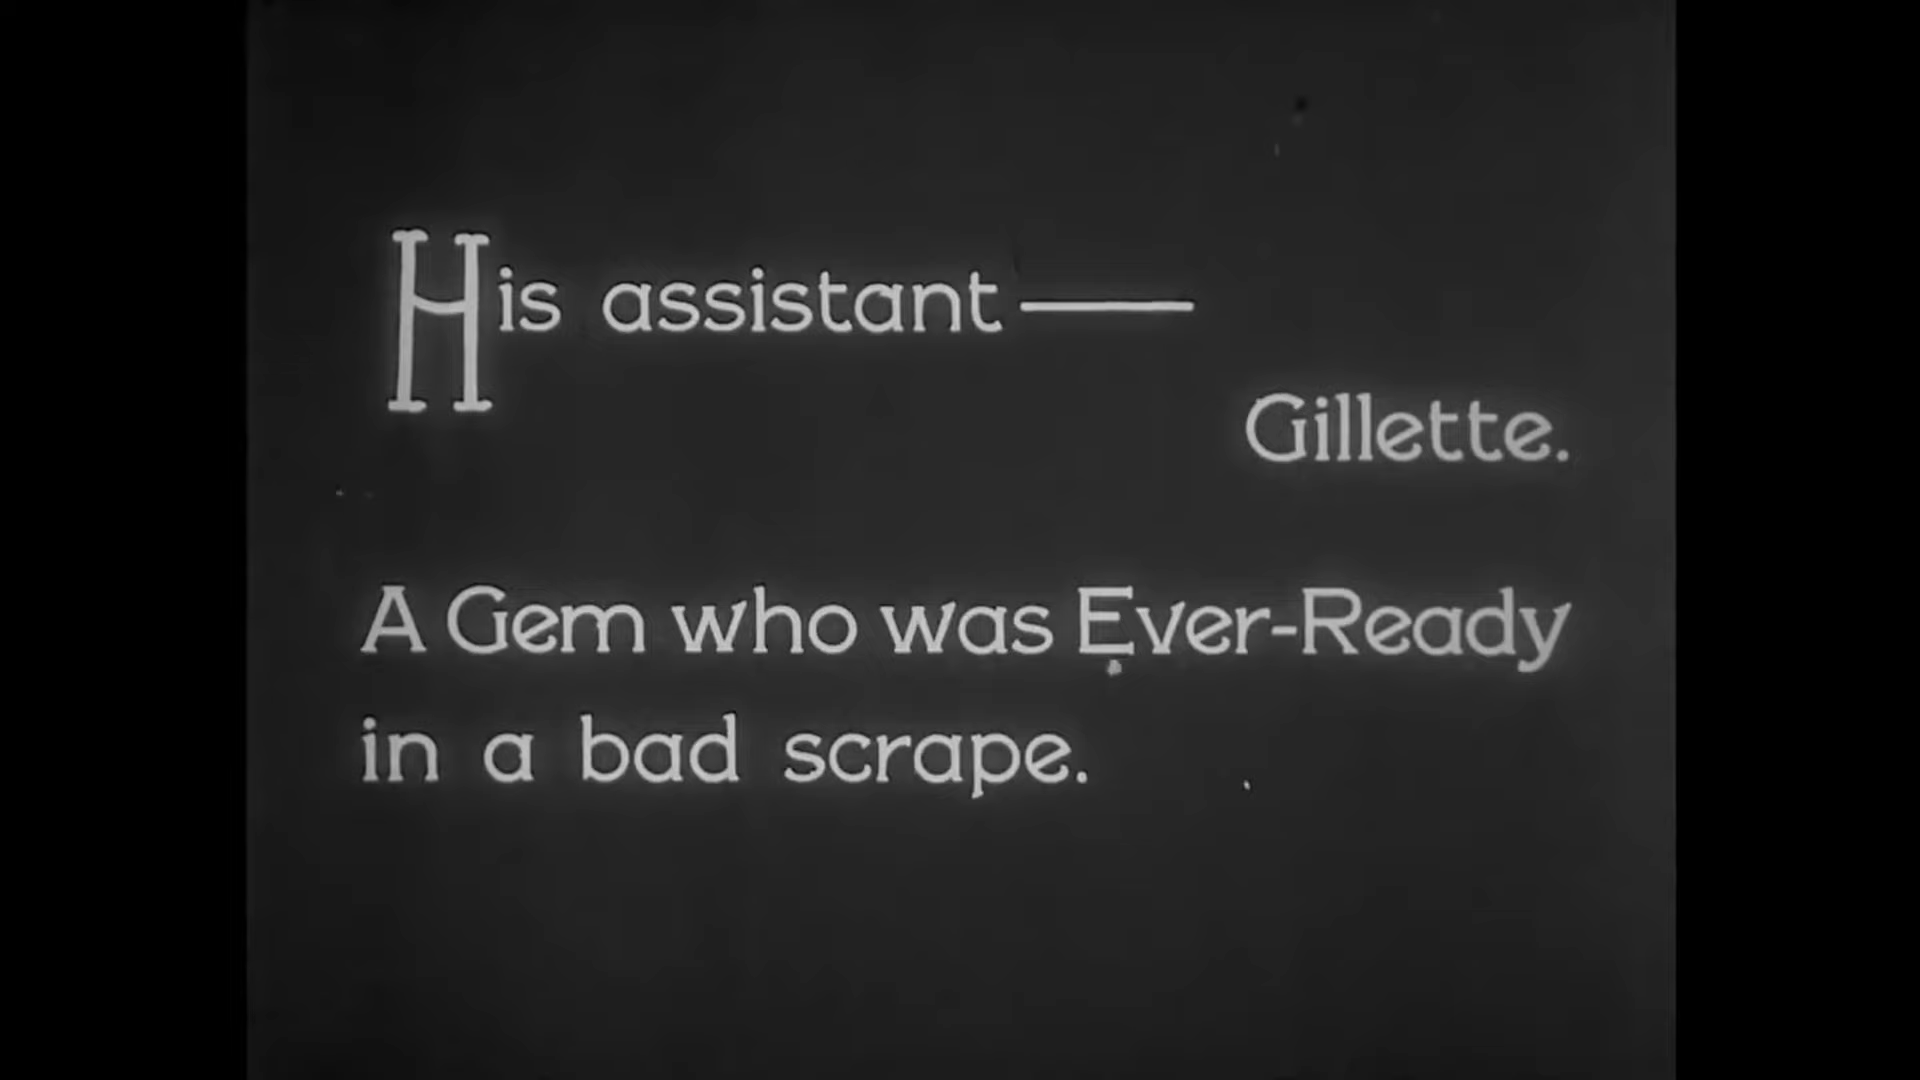 His assistant——
Gillette.
A Gem who was Ever-Ready
in a bad scrape.